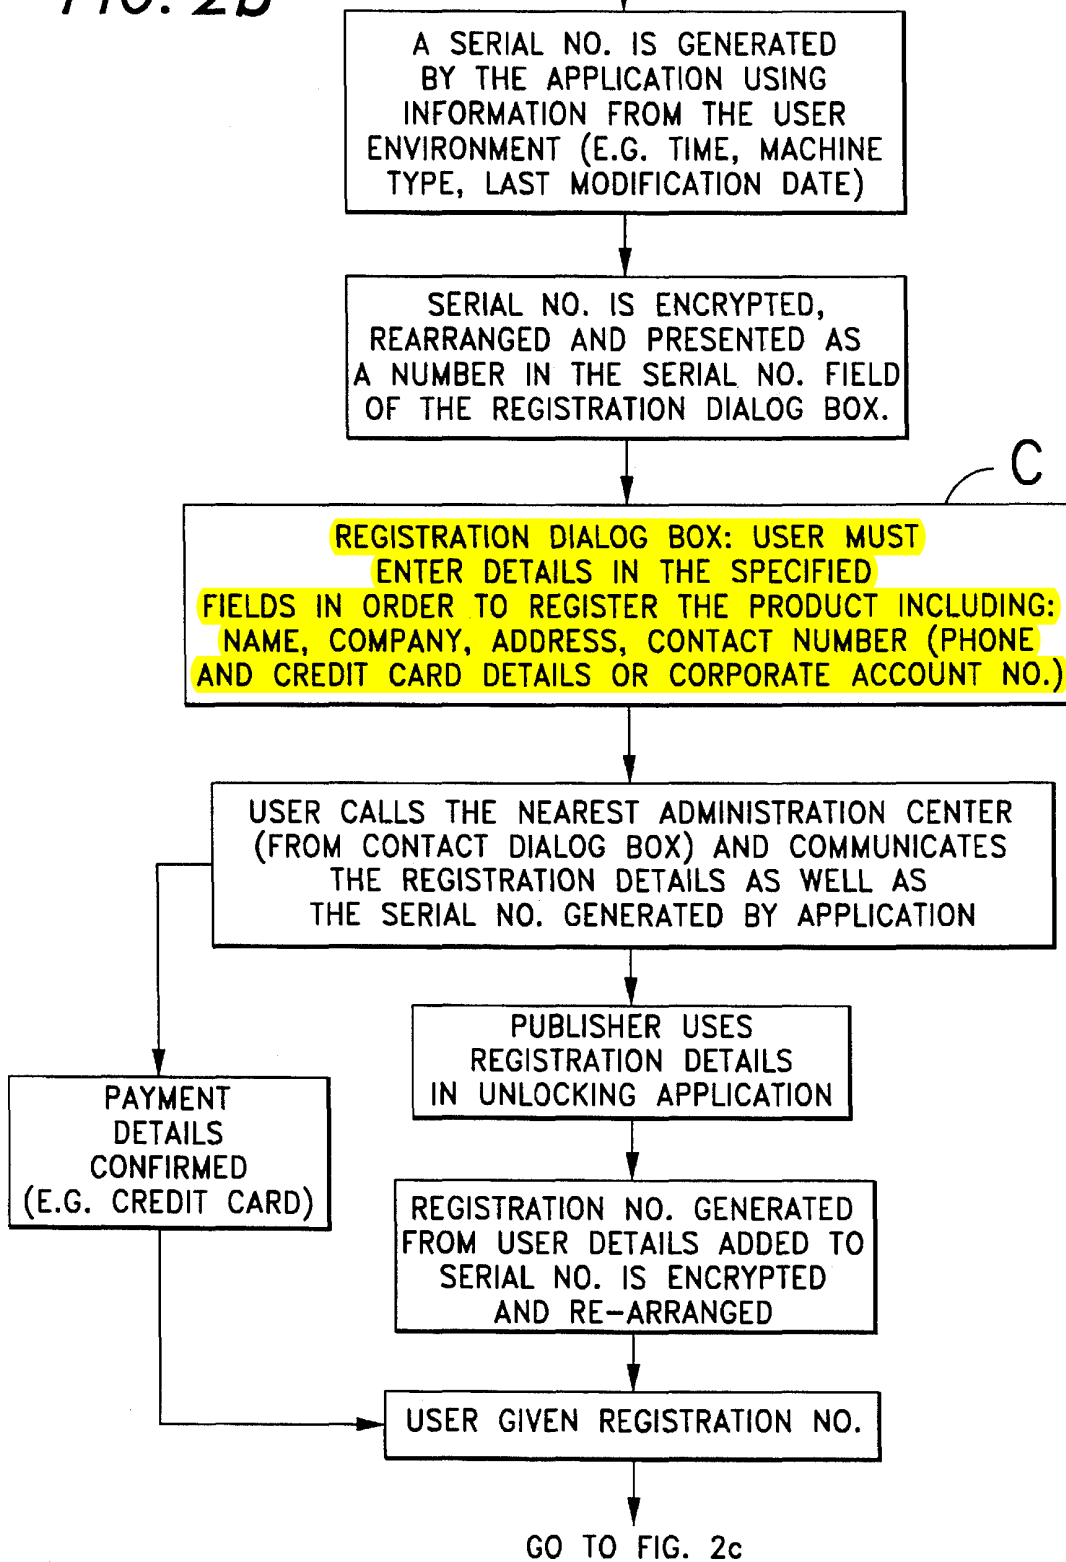 FIG. 2b
A SERIAL NO. IS GENERATED
BY THE APPLICATION USING
INFORMATION FROM THE USER
ENVIRONMENT (E.G. TIME, MACHINE
TYPE, LAST MODIFICATION DATE)
SERIAL NO. IS ENCRYPTED,
REARRANGED AND PRESENTED AS
A NUMBER IN THE SERIAL NO. FIELD
OF THE REGISTRATION DIALOG BOX.
C
REGISTRATION DIALOG BOX: USER MUST
ENTER DETAILS IN THE SPECIFIED
FIELDS IN ORDER TO REGISTER THE PRODUCT INCLUDING:
NAME, COMPANY, ADDRESS, CONTACT NUMBER (PHONE
AND CREDIT CARD DETAILS OR CORPORATE ACCOUNT NO.)
USER CALLS THE NEAREST ADMINISTRATION CENTER
(FROM CONTACT DIALOG BOX) AND COMMUNICATES
THE REGISTRATION DETAILS AS WELL AS
THE SERIAL NO. GENERATED BY APPLICATION
PUBLISHER USES
REGISTRATION DETAILS
IN UNLOCKING APPLICATION
PAYMENT
DETAILS
CONFIRMED
(E.G. CREDIT CARD)
REGISTRATION NO. GENERATED
FROM USER DETAILS ADDED TO
SERIAL NO. IS ENCRYPTED
AND RE-ARRANGED
USER GIVEN REGISTRATION NO.
GO TO FIG. 2c